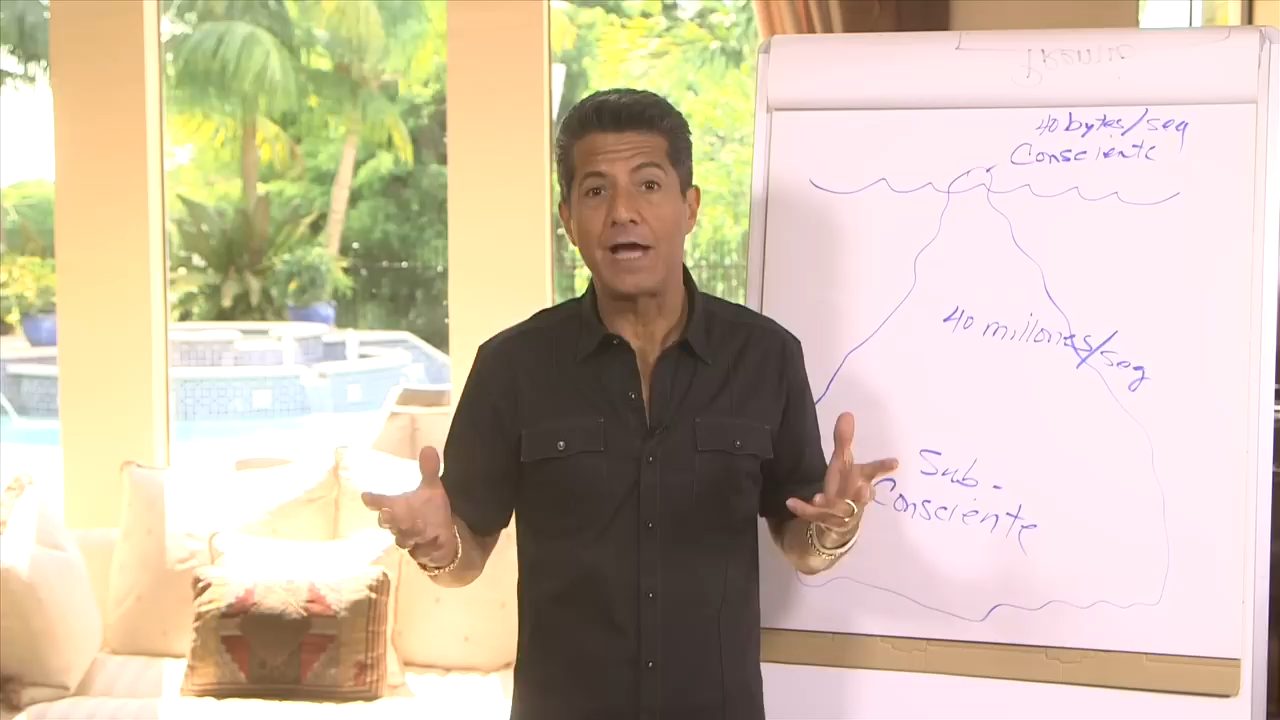 40 bytes/seg
Consciente
40 millones/seg
Sub-
Consciente